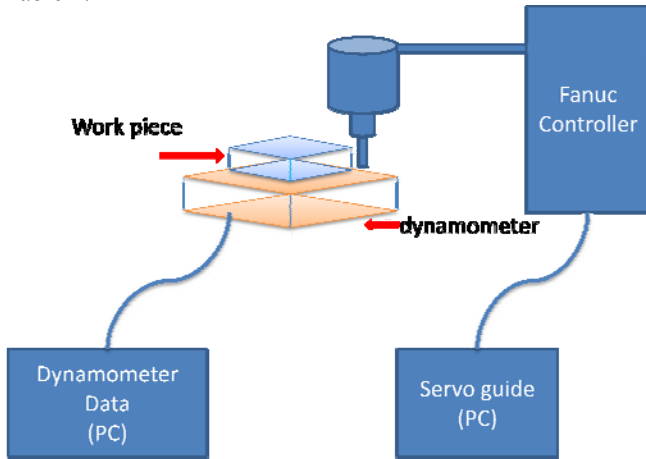 Fanuc
Controller
Work piece
dynamometer
Dynamometer
Data
(PC)
Servo guide
(PC)